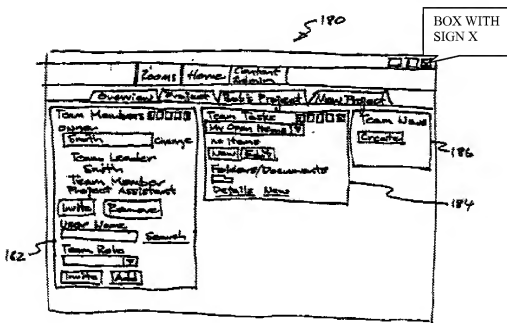 180
BOX WITH
SIGN X
Rooms Home Content
Admin
Overview Project Bob's Project New Project
Team Members
Owner
Smith Change
Team Leader
Smith
Team Member
Project Assistant
Invite Remove
User Name
Search
Team Role
Invite Add
162
Team Tasks
My Open Items
no items
New Edit
Folders/Documents
Details New
184
Team News
Create
186